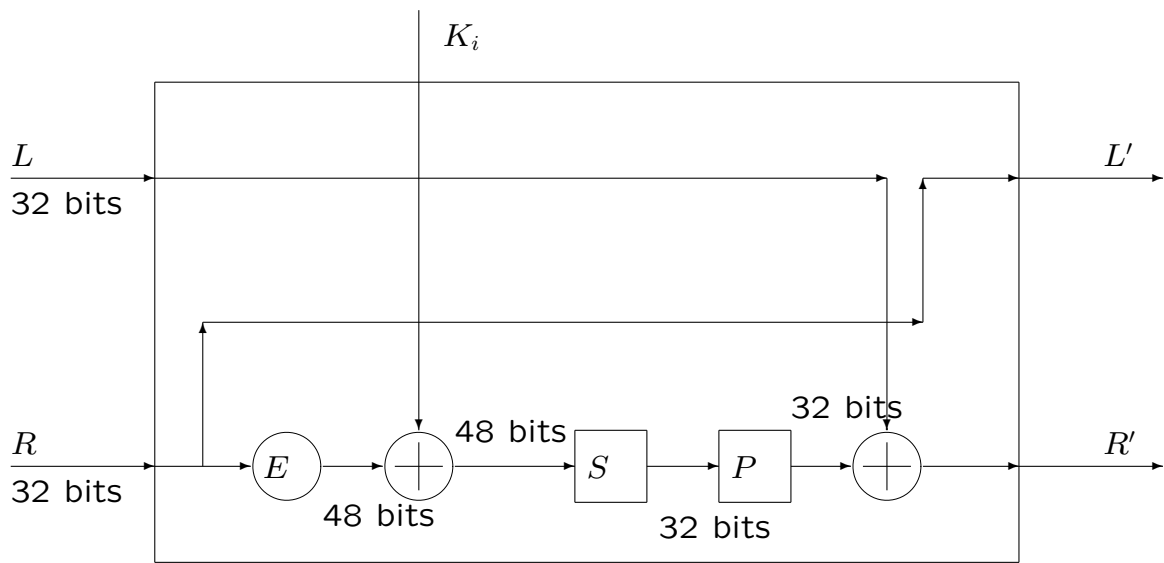 K_i
L
L′
32 bits
32 bits
R
48 bits
R′
E
S
P
32 bits
48 bits
32 bits